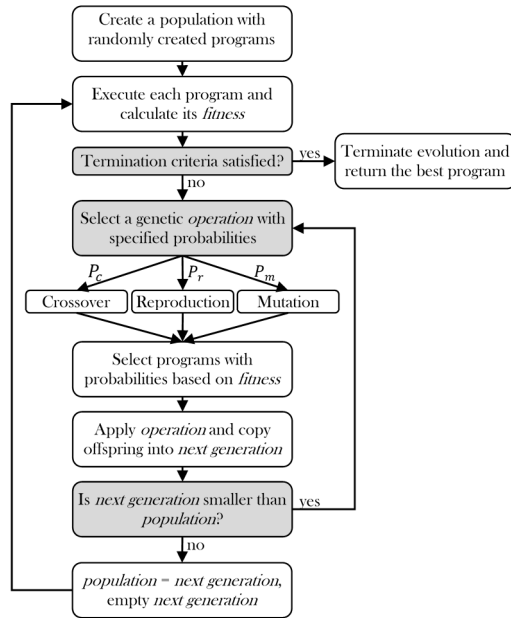 Create a population with
randomly created programs
Execute each program and
calculate its fitness
Termination criteria satisfied?
yes
Terminate evolution and
return the best program
no
Select a genetic operation with
specified probabilities
P_c
P_r
P_m
Crossover
Reproduction
Mutation
Select programs with
probabilities based on fitness
Apply operation and copy
offspring into next generation
Is next generation smaller than
population?
yes
no
population = next generation,
empty next generation